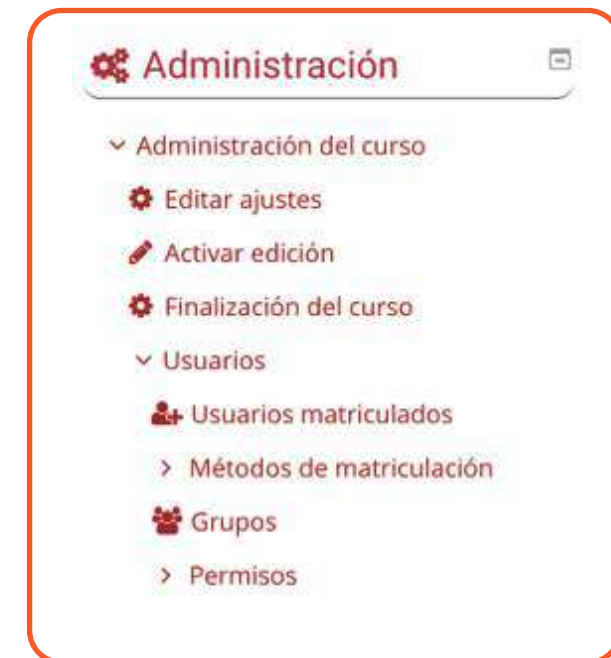 Administración
Administración del curso
Editar ajustes
Activar edición
Finalización del curso
Usuarios
Usuarios matriculados
Métodos de matriculación
Grupos
Permisos